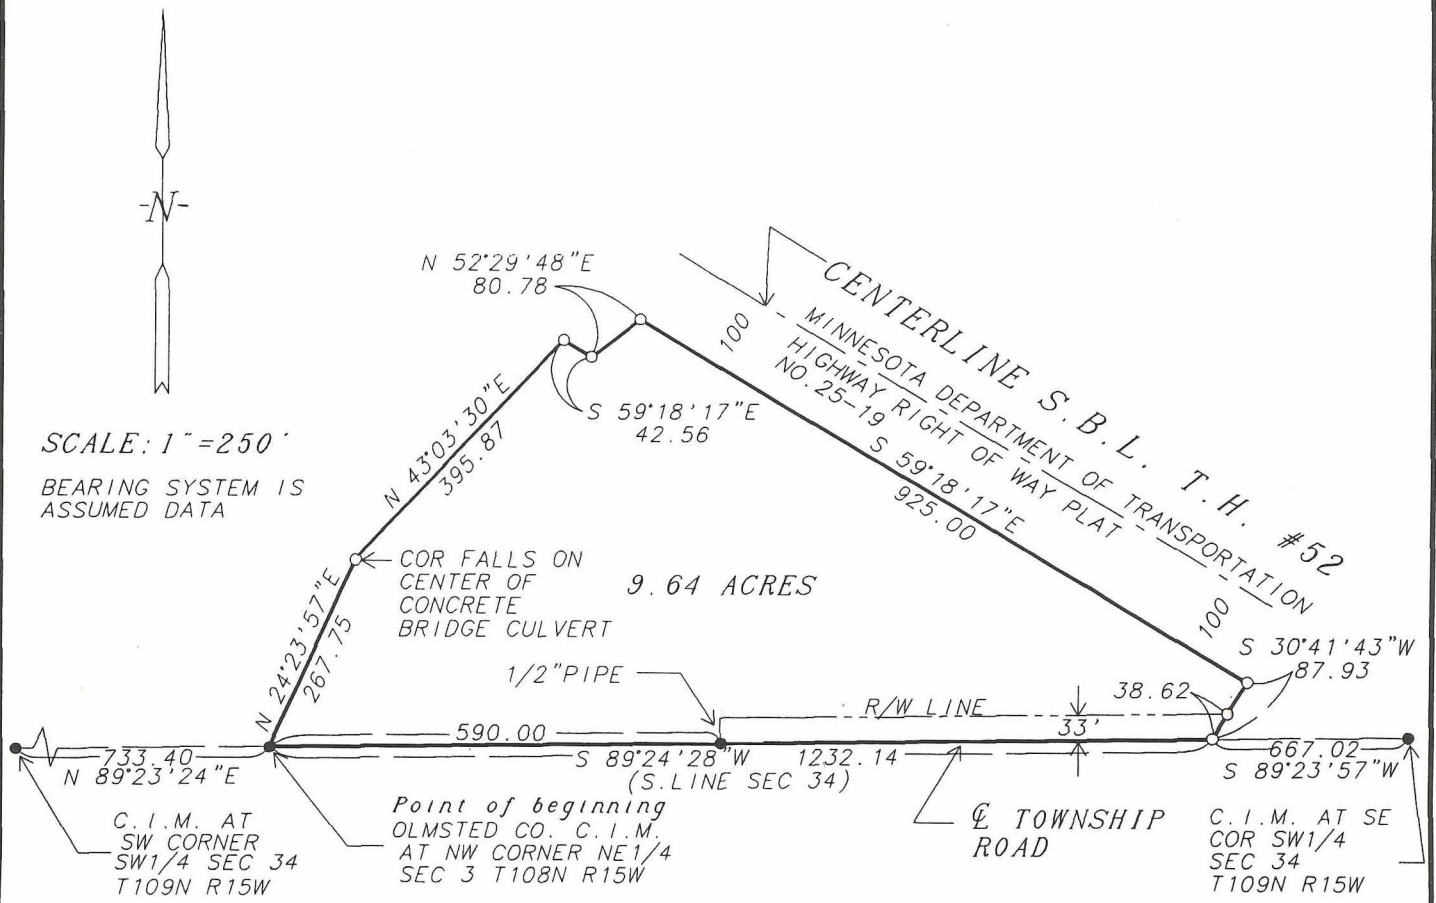 -N-
SCALE: 1"=250'
BEARING SYSTEM IS
ASSUMED DATA
N 52°29'48"E
80.78
S 59°18'17"E
42.56
N 43°03'30"E
395.87
N 24°23'57"E
267.75
COR FALLS ON
CENTER OF
CONCRETE
BRIDGE CULVERT
9.64 ACRES
100
CENTERLINE S.B.L. T.H. #52
MINNESOTA DEPARTMENT OF TRANSPORTATION
HIGHWAY RIGHT OF WAY PLAT
NO. 25-19
S 59°18'17"E
925.00
100
S 30°41'43"W
87.93
38.62
R/W LINE
33'
1/2"PIPE
590.00
S 89°24'28"W 1232.14
(S.LINE SEC 34)
733.40
N 89°23'24"E
667.02
S 89°23'57"W
C.I.M. AT
SW CORNER
SW1/4 SEC 34
T109N R15W
Point of beginning
OLMSTED CO. C.I.M.
AT NW CORNER NE1/4
SEC 3 T108N R15W
℄ TOWNSHIP
ROAD
C.I.M. AT SE
COR SW1/4
SEC 34
T109N R15W